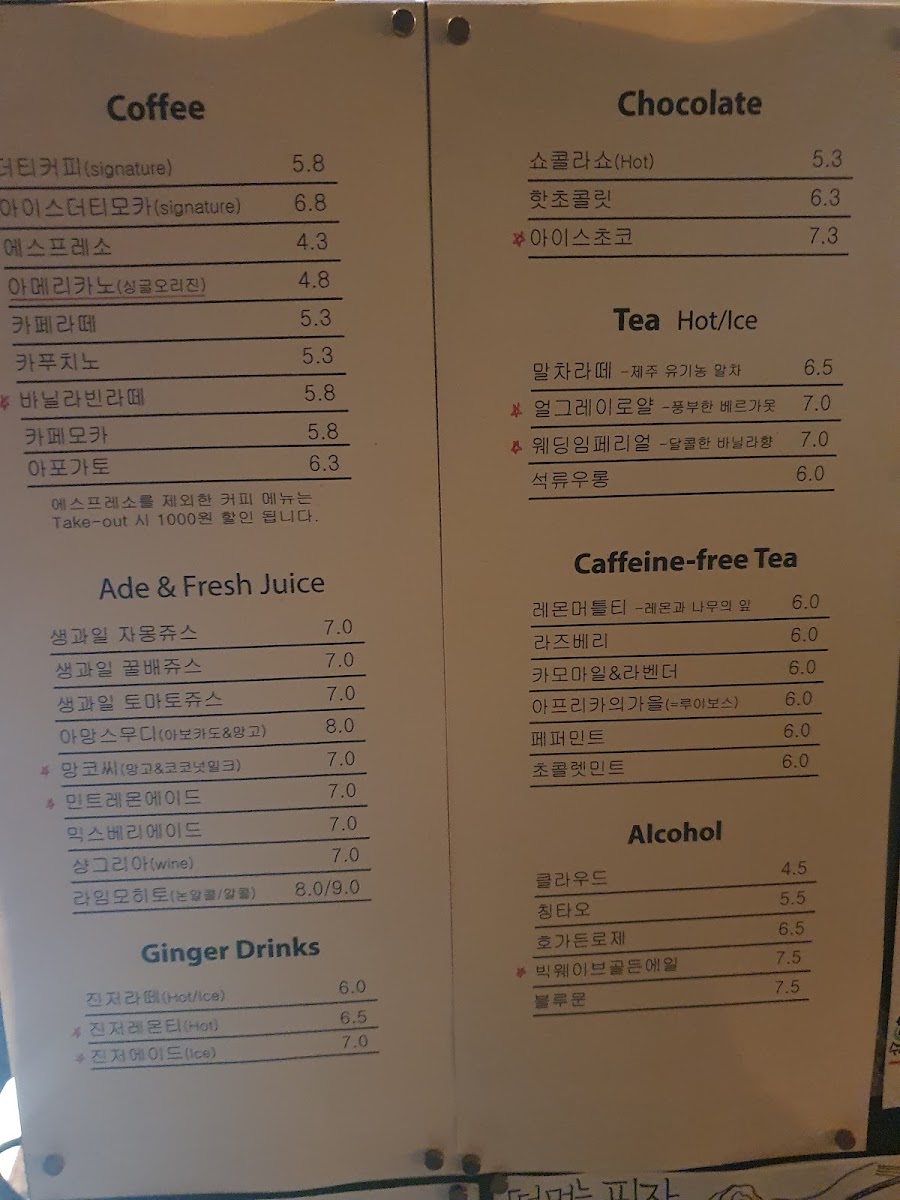 Coffee
더티커피(signature) 5.8
아이스더티모카(signature) 6.8
에스프레소 4.3
아메리카노(싱글오리진) 4.8
카페라떼 5.3
카푸치노 5.3
바닐라빈라떼 5.8
카페모카 5.8
아포가토 6.3
에스프레소를 제외한 커피 메뉴는
Take-out 시 1000원 할인 됩니다.
Ade & Fresh Juice
생과일 자몽쥬스 7.0
생과일 꿀배쥬스 7.0
생과일 토마토쥬스 7.0
아망스무디(아보카도&망고) 8.0
망코씨(망고&코코넛밀크) 7.0
민트레몬에이드 7.0
믹스베리에이드 7.0
샹그리아(wine) 7.0
라임모히토(논알콜/알콜) 8.0/9.0
Ginger Drinks
진저라떼(Hot/Ice) 6.0
진저레몬티(Hot) 6.5
진저에이드(Ice) 7.0
Chocolate
쇼콜라쇼(Hot) 5.3
핫초콜릿 6.3
아이스초코 7.3
Tea Hot/Ice
말차라떼 -제주 유기농 말차 6.5
얼그레이로얄 -풍부한 베르가못 7.0
웨딩임페리얼 -달콜한 바닐라향 7.0
석류우롱 6.0
Caffeine-free Tea
레몬머틀티 -레몬과 나무의 잎 6.0
라즈베리 6.0
카모마일&라벤더 6.0
아프리카의가을(=루이보스) 6.0
페퍼민트 6.0
초콜렛민트 6.0
Alcohol
클라우드 4.5
칭타오 5.5
호가든로제 6.5
빅웨이브골든에일 7.5
블루문 7.5
떠먹는 피자